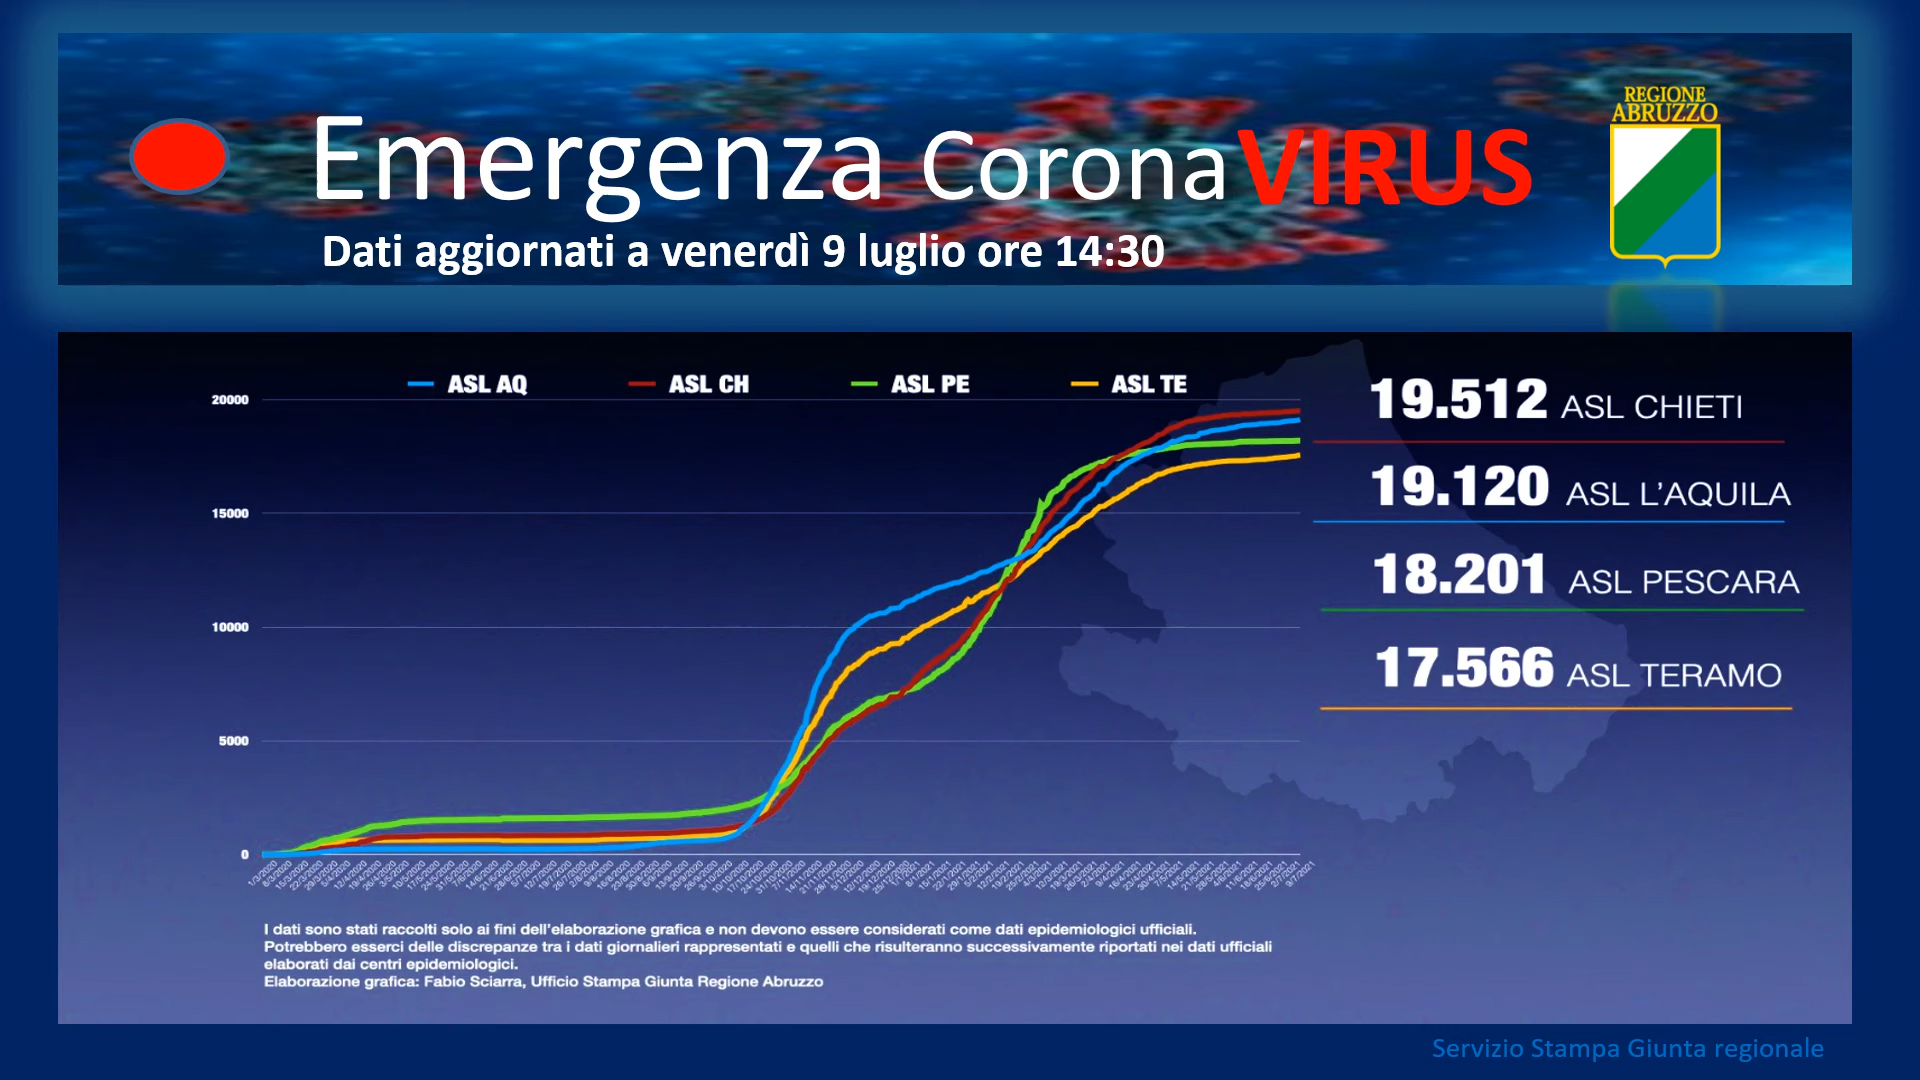 REGIONE
ABRUZZO
Emergenza CoronaVIRUS
Dati aggiornati a venerdì 9 luglio ore 14:30
ASL AQ ASL CH ASL PE ASL TE
20000
15000
10000
5000
0
19.512 ASL CHIETI
19.120 ASL L'AQUILA
18.201 ASL PESCARA
17.566 ASL TERAMO
I dati sono stati raccolti solo ai fini dell'elaborazione grafica e non devono essere considerati come dati epidemiologici ufficiali.
Potrebbero esserci delle discrepanze tra i dati giornalieri rappresentati e quelli che risulteranno successivamente riportati nei dati ufficiali
elaborati dai centri epidemiologici.
Elaborazione grafica: Fabio Sciarra, Ufficio Stampa Giunta Regione Abruzzo
Servizio Stampa Giunta regionale